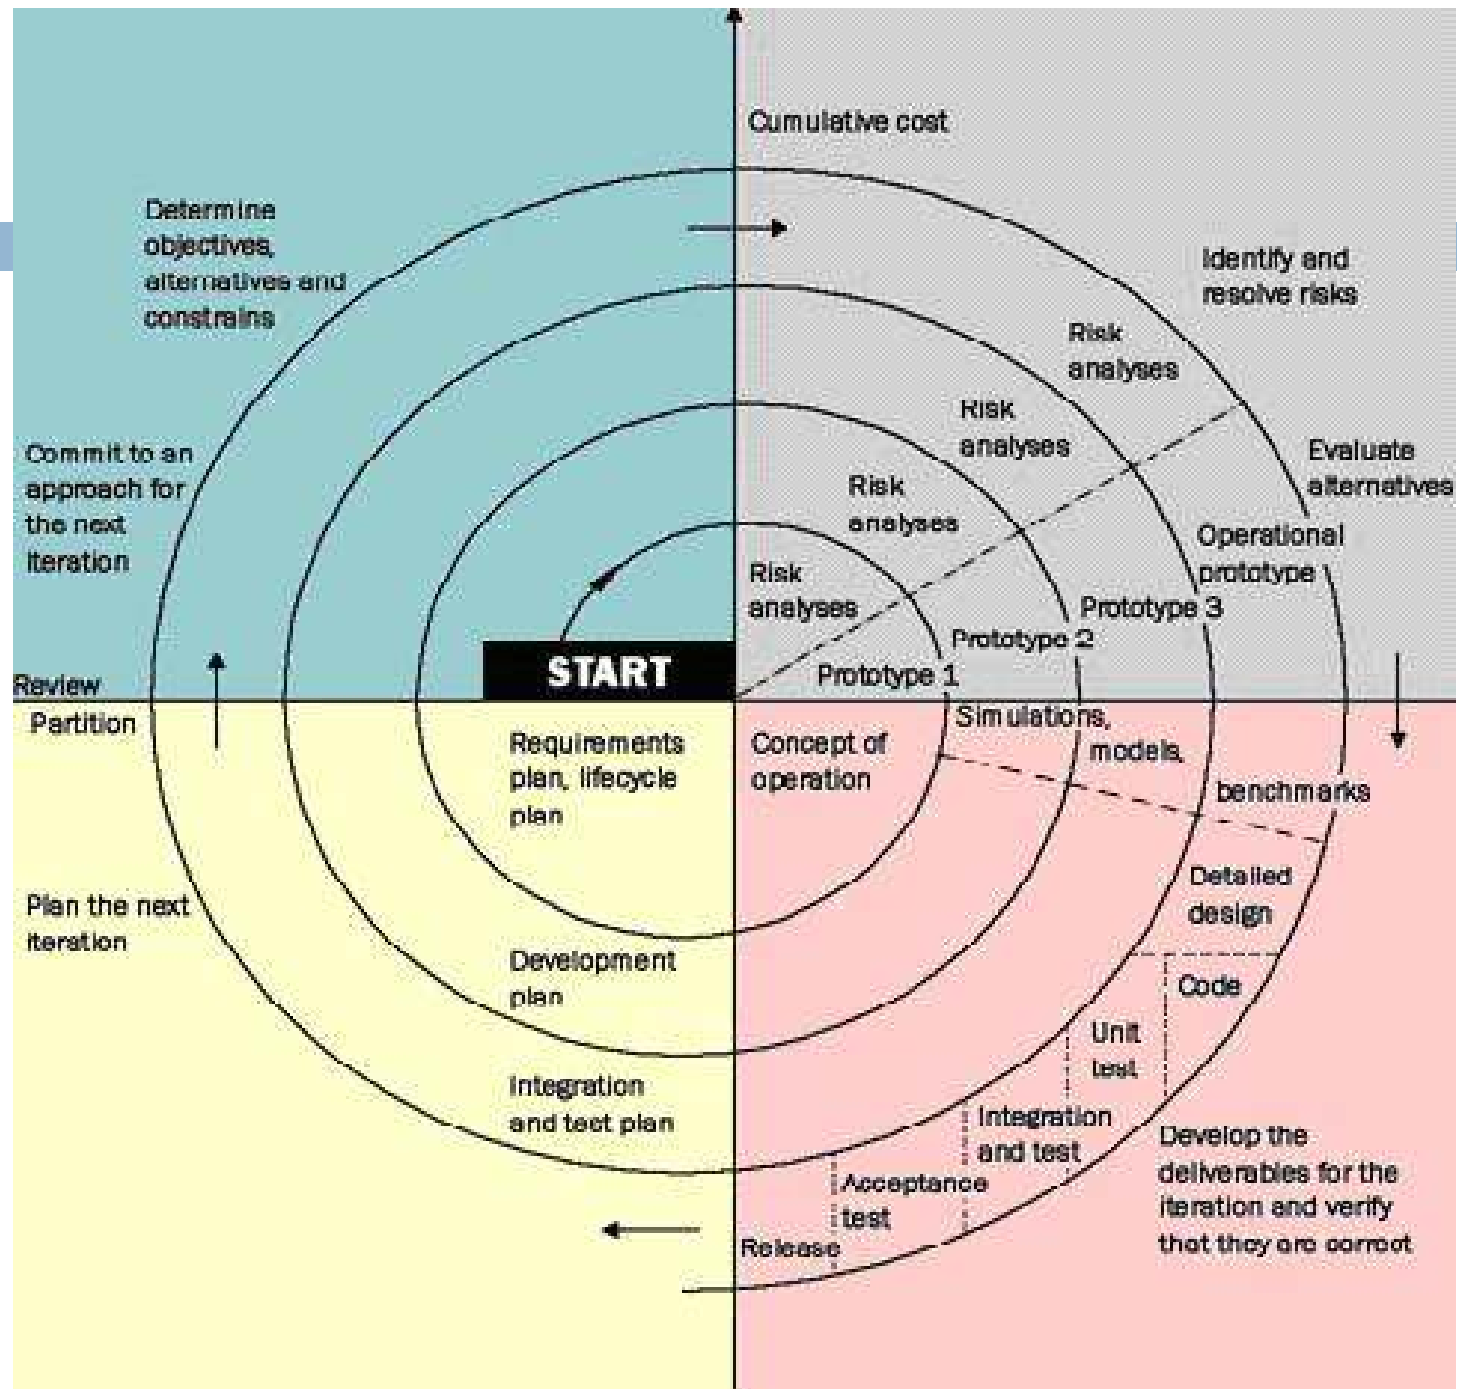 Cumulative cost
Determine
objectives,
alternatives and
constrains
Identify and
resolve risks
Risk
analyses
Risk
analyses
Commit to an
approach for
the next
iteration
Evaluate
alternatives
Risk
analyses
Operational
prototype
Risk
analyses
Prototype 3
Prototype 2
Prototype 1
START
Review
Partition
Requirements
plan, lifecycle
plan
Concept of
operation
Simulations,
models,
benchmarks
Detailed
design
Plan the next
iteration
Development
plan
Code
Unit
test
Integration
and test plan
Integration
and test
Develop the
deliverables for the
iteration and verify
that they are correct
Acceptance
test
Release